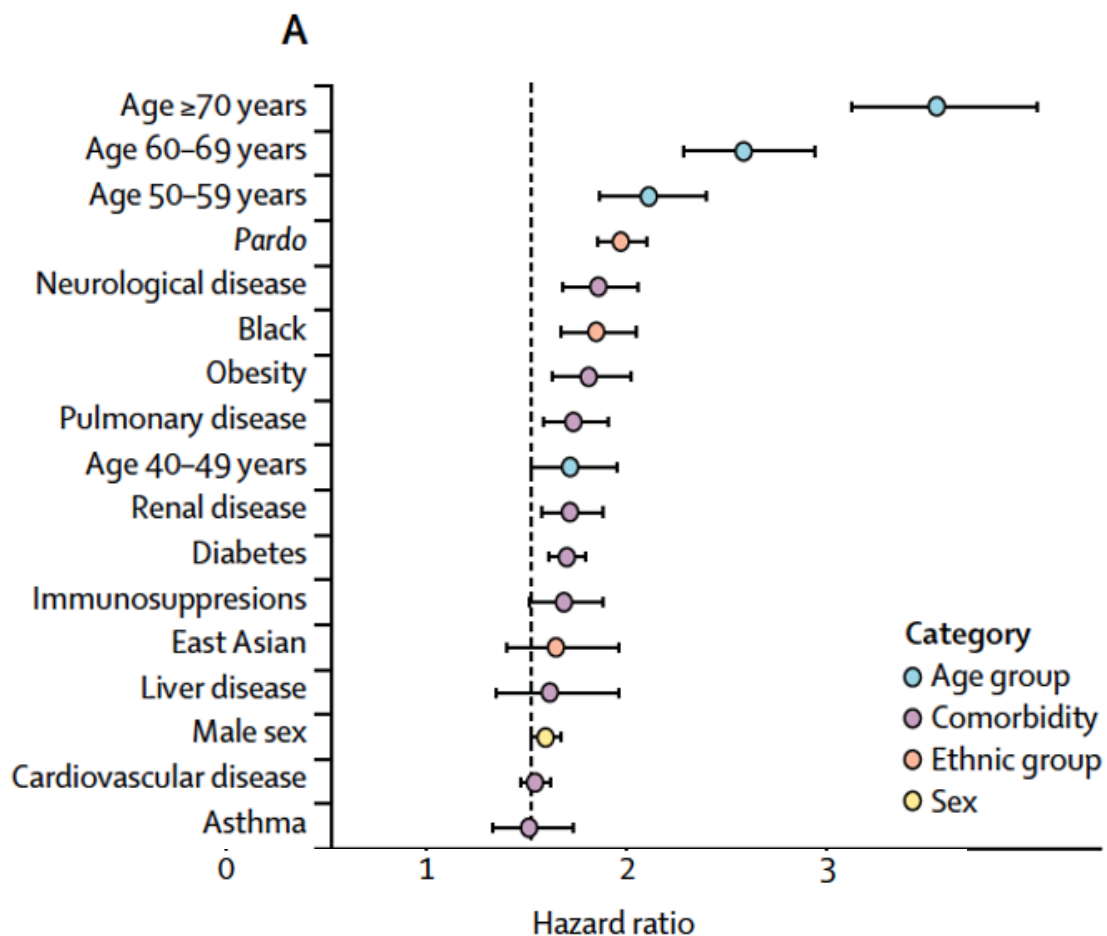 A
Age ≥70 years
Age 60–69 years
Age 50–59 years
Pardo
Neurological disease
Black
Obesity
Pulmonary disease
Age 40–49 years
Renal disease
Diabetes
Immunosuppresions
East Asian
Liver disease
Male sex
Cardiovascular disease
Asthma
Category
Age group
Comorbidity
Ethnic group
Sex
0 1 2 3
Hazard ratio